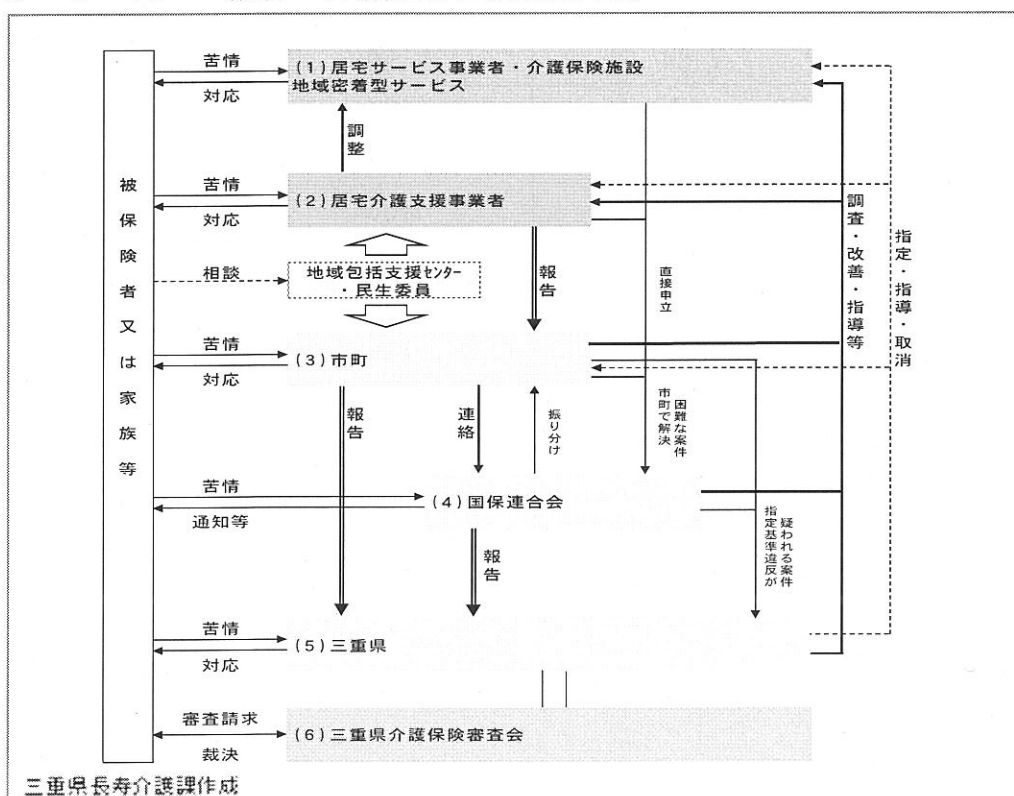 苦情
対応
(1)居宅サービス事業者・介護保険施設
地域密着型サービス
調整
被保険者又は家族等
苦情
対応
(2)居宅介護支援事業者
相談
地域包括支援センター
・民生委員
報告
直接申立
調査・改善・指導等
指定・指導・取消
苦情
対応
(3)市町
報告
連絡
振り分け
困難な案件
市町で解決
苦情
通知等
(4)国保連合会
報告
疑われる案件
指定基準違反が
苦情
対応
(5)三重県
審査請求
裁決
(6)三重県介護保険審査会
三重県長寿介護課作成